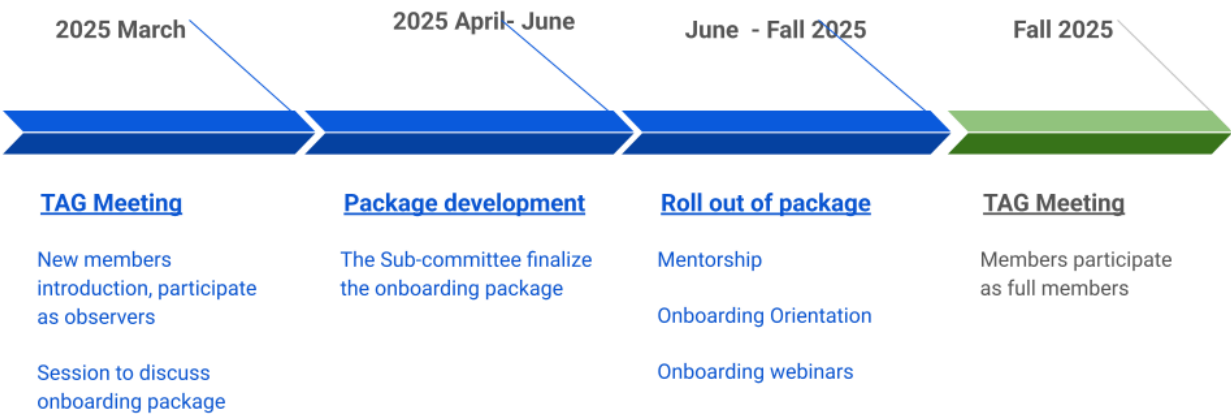 2025 March
2025 April- June
June - Fall 2025
Fall 2025
TAG Meeting
New members
introduction, participate
as observers
Session to discuss
onboarding package
Package development
The Sub-committee finalize
the onboarding package
Roll out of package
Mentorship
Onboarding Orientation
Onboarding webinars
TAG Meeting
Members participate
as full members